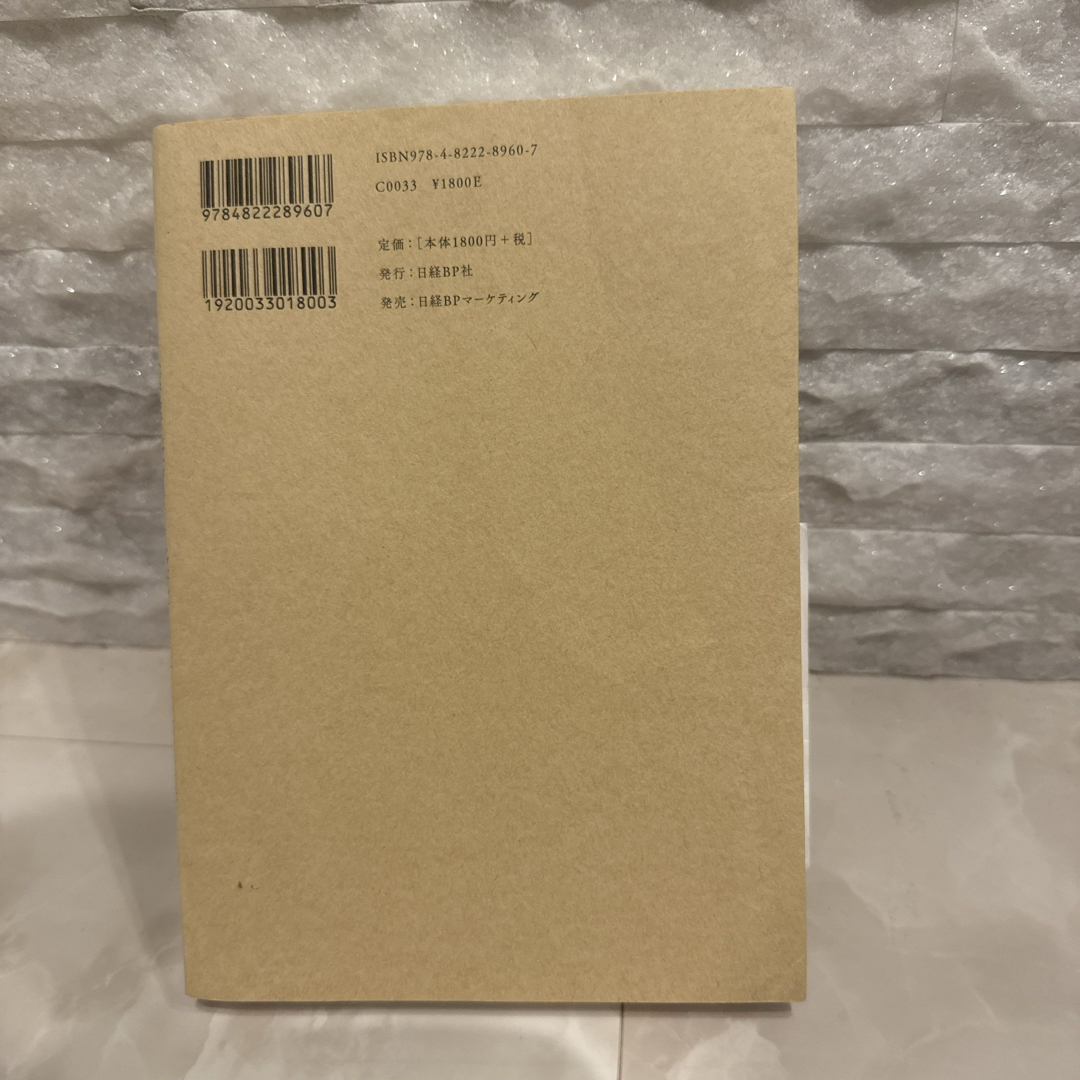 9784822289607
ISBN978-4-8222-8960-7
C0033 ¥1800E
1920033018003
定価：[本体1800円＋税]
発行：日経BP社
発売：日経BPマーケティング